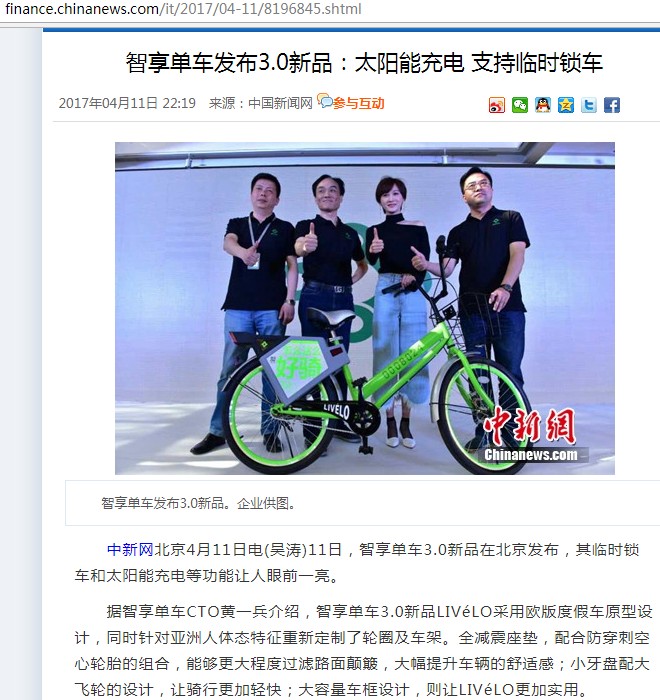 finance.chinanews.com/it/2017/04-11/8196845.shtml
智享单车发布3.0新品：太阳能充电 支持临时锁车
2017年04月11日 22:19 来源：中国新闻网 参与互动
好骑
0008024
LIVELO
中新網
Chinanews.com
智享单车发布3.0新品。企业供图。
中新网北京4月11日电(吴涛)11日，智享单车3.0新品在北京发布，其临时锁
车和太阳能充电等功能让人眼前一亮。
据智享单车CTO黄一兵介绍，智享单车3.0新品LIVéLO采用欧版度假车原型设
计，同时针对亚洲人体态特征重新定制了轮圈及车架。全减震座垫，配合防穿刺空
心轮胎的组合，能够更大程度过滤路面颠簸，大幅提升车辆的舒适感；小牙盘配大
飞轮的设计，让骑行更加轻快；大容量车框设计，则让LIVéLO更加实用。